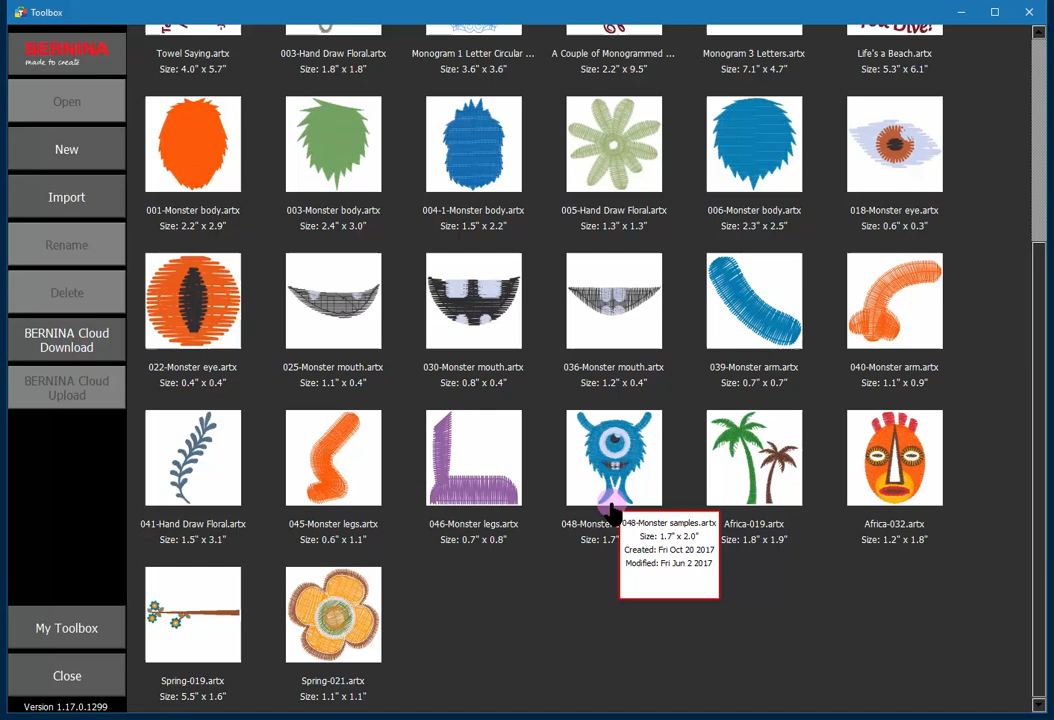 Toolbox
BERNINA
made to create
Open
New
Import
Rename
Delete
BERNINA Cloud
Download
BERNINA Cloud
Upload
My Toolbox
Close
Version 1.17.0.1299
Towel Saying.artx
Size: 4.0" x 5.7"
003-Hand Draw Floral.artx
Size: 1.8" x 1.8"
Monogram 1 Letter Circular ...
Size: 3.6" x 3.6"
A Couple of Monogrammed ...
Size: 2.2" x 9.5"
Monogram 3 Letters.artx
Size: 7.1" x 4.7"
Life's a Beach.artx
Size: 5.3" x 6.1"
001-Monster body.artx
Size: 2.2" x 2.9"
003-Monster body.artx
Size: 2.4" x 3.0"
004-1-Monster body.artx
Size: 1.5" x 2.2"
005-Hand Draw Floral.artx
Size: 1.3" x 1.3"
006-Monster body.artx
Size: 2.3" x 2.5"
018-Monster eye.artx
Size: 0.6" x 0.3"
022-Monster eye.artx
Size: 0.4" x 0.4"
025-Monster mouth.artx
Size: 1.1" x 0.4"
030-Monster mouth.artx
Size: 0.8" x 0.4"
036-Monster mouth.artx
Size: 1.2" x 0.4"
039-Monster arm.artx
Size: 0.7" x 0.7"
040-Monster arm.artx
Size: 1.1" x 0.9"
041-Hand Draw Floral.artx
Size: 1.5" x 3.1"
045-Monster legs.artx
Size: 0.6" x 1.1"
046-Monster legs.artx
Size: 0.7" x 0.8"
048-Monster
Size: 1.7"
048-Monster samples.artx
Size: 1.7" x 2.0"
Created: Fri Oct 20 2017
Modified: Fri Jun 2 2017
Africa-019.artx
Size: 1.8" x 1.9"
Africa-032.artx
Size: 1.2" x 1.8"
Spring-019.artx
Size: 5.5" x 1.6"
Spring-021.artx
Size: 1.1" x 1.1"